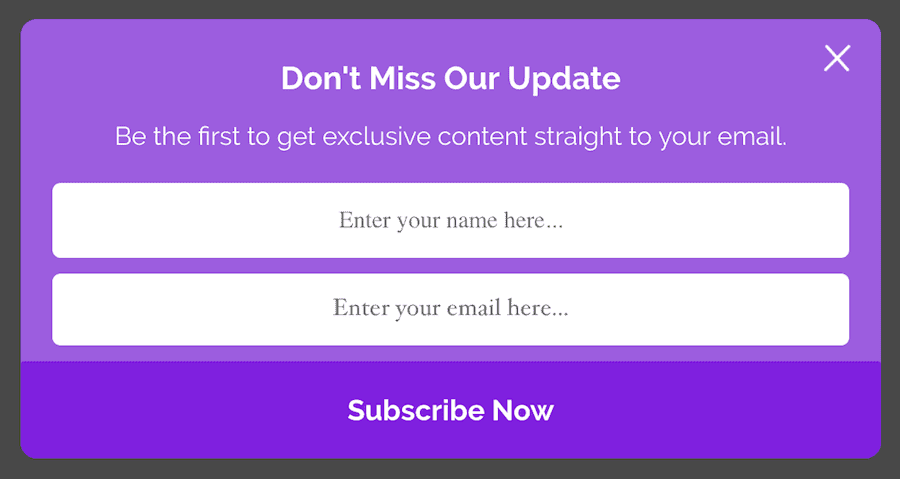 Don't Miss Our Update
Be the first to get exclusive content straight to your email.
Enter your name here...
Enter your email here...
Subscribe Now